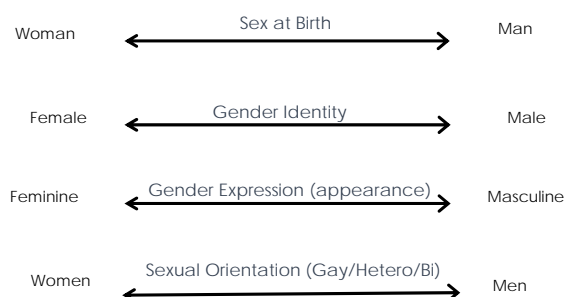 Woman Sex at Birth Man
Female Gender Identity Male
Feminine Gender Expression (appearance) Masculine
Women Sexual Orientation (Gay/Hetero/Bi) Men